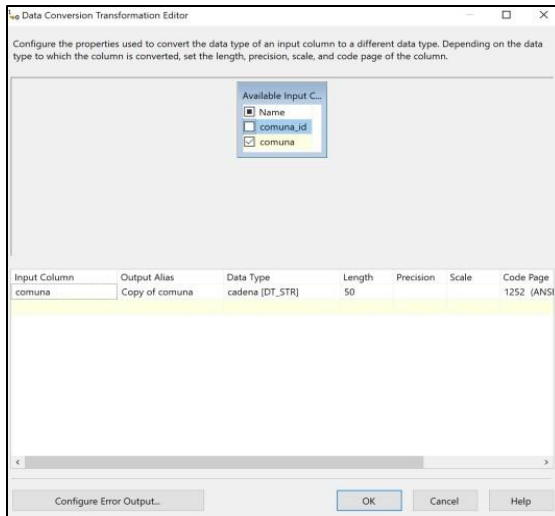 Data Conversion Transformation Editor
Configure the properties used to convert the data type of an input column to a different data type. Depending on the data
type to which the column is converted, set the length, precision, scale, and code page of the column.
Available Input C...
Name
comuna_id
comuna
Input Column Output Alias Data Type Length Precision Scale Code Page
comuna Copy of comuna cadena [DT_STR] 50 1252 (ANSI
Configure Error Output... OK Cancel Help